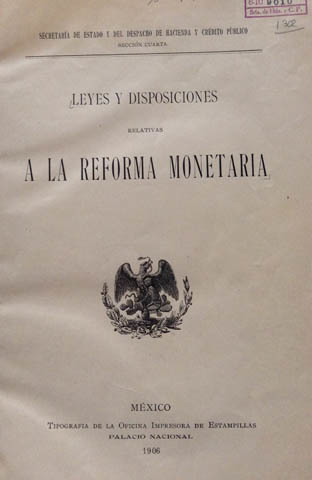 SECRETARÍA DE ESTADO Y DEL DESPACHO DE HACIENDA Y CRÉDITO PÚBLICO
SECCIÓN CUARTA
LEYES Y DISPOSICIONES
RELATIVAS
A LA REFORMA MONETARIA
MÉXICO
TIPOGRAFÍA DE LA OFICINA IMPRESORA DE ESTAMPILLAS
PALACIO NACIONAL
1906